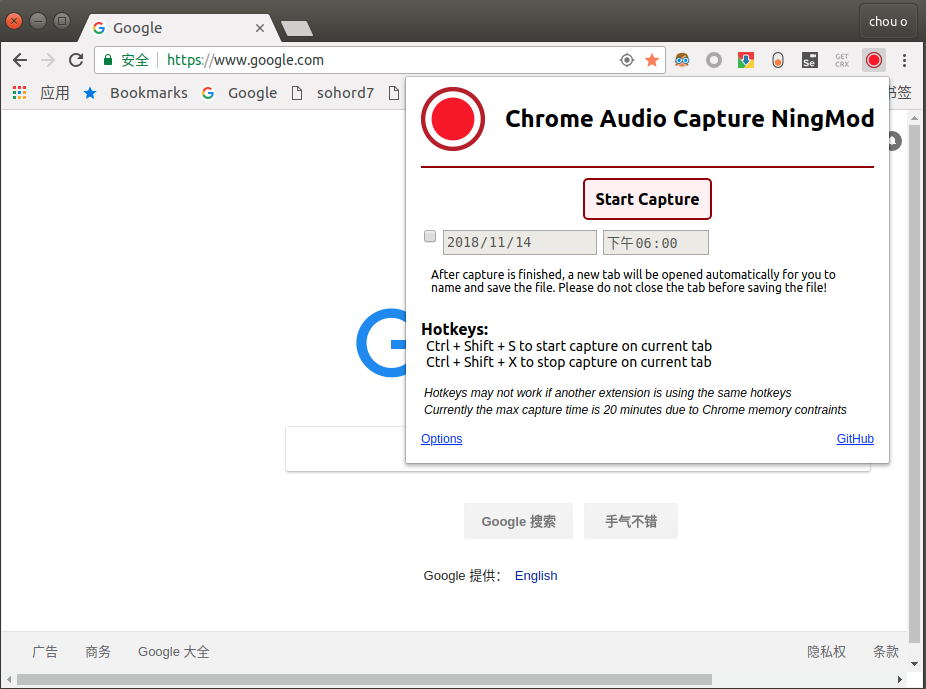 Google
chou o
安全
https://www.google.com
Se
GET
CRX
应用
Bookmarks
Google
sohord7
书签
Chrome Audio Capture NingMod
Start Capture
2018/11/14
下午06:00
After capture is finished, a new tab will be opened automatically for you to
name and save the file. Please do not close the tab before saving the file!
Hotkeys:
Ctrl + Shift + S to start capture on current tab
Ctrl + Shift + X to stop capture on current tab
Hotkeys may not work if another extension is using the same hotkeys
Currently the max capture time is 20 minutes due to Chrome memory contraints
Options
GitHub
Google 搜索
手气不错
Google 提供：
English
广告
商务
Google 大全
隐私权
条款